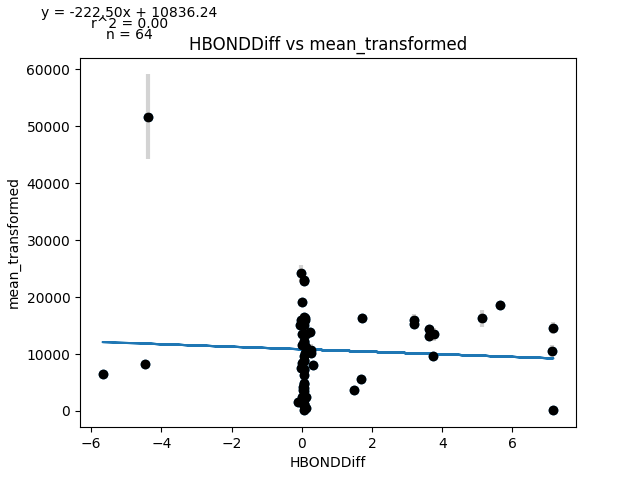 y = -222.50x + 10836.24
r^2 = 0.00
n = 64
HBONDDiff vs mean_transformed
60000
50000
40000
30000
20000
10000
0
mean_transformed
−6
−4
−2
0
2
4
6
HBONDDiff